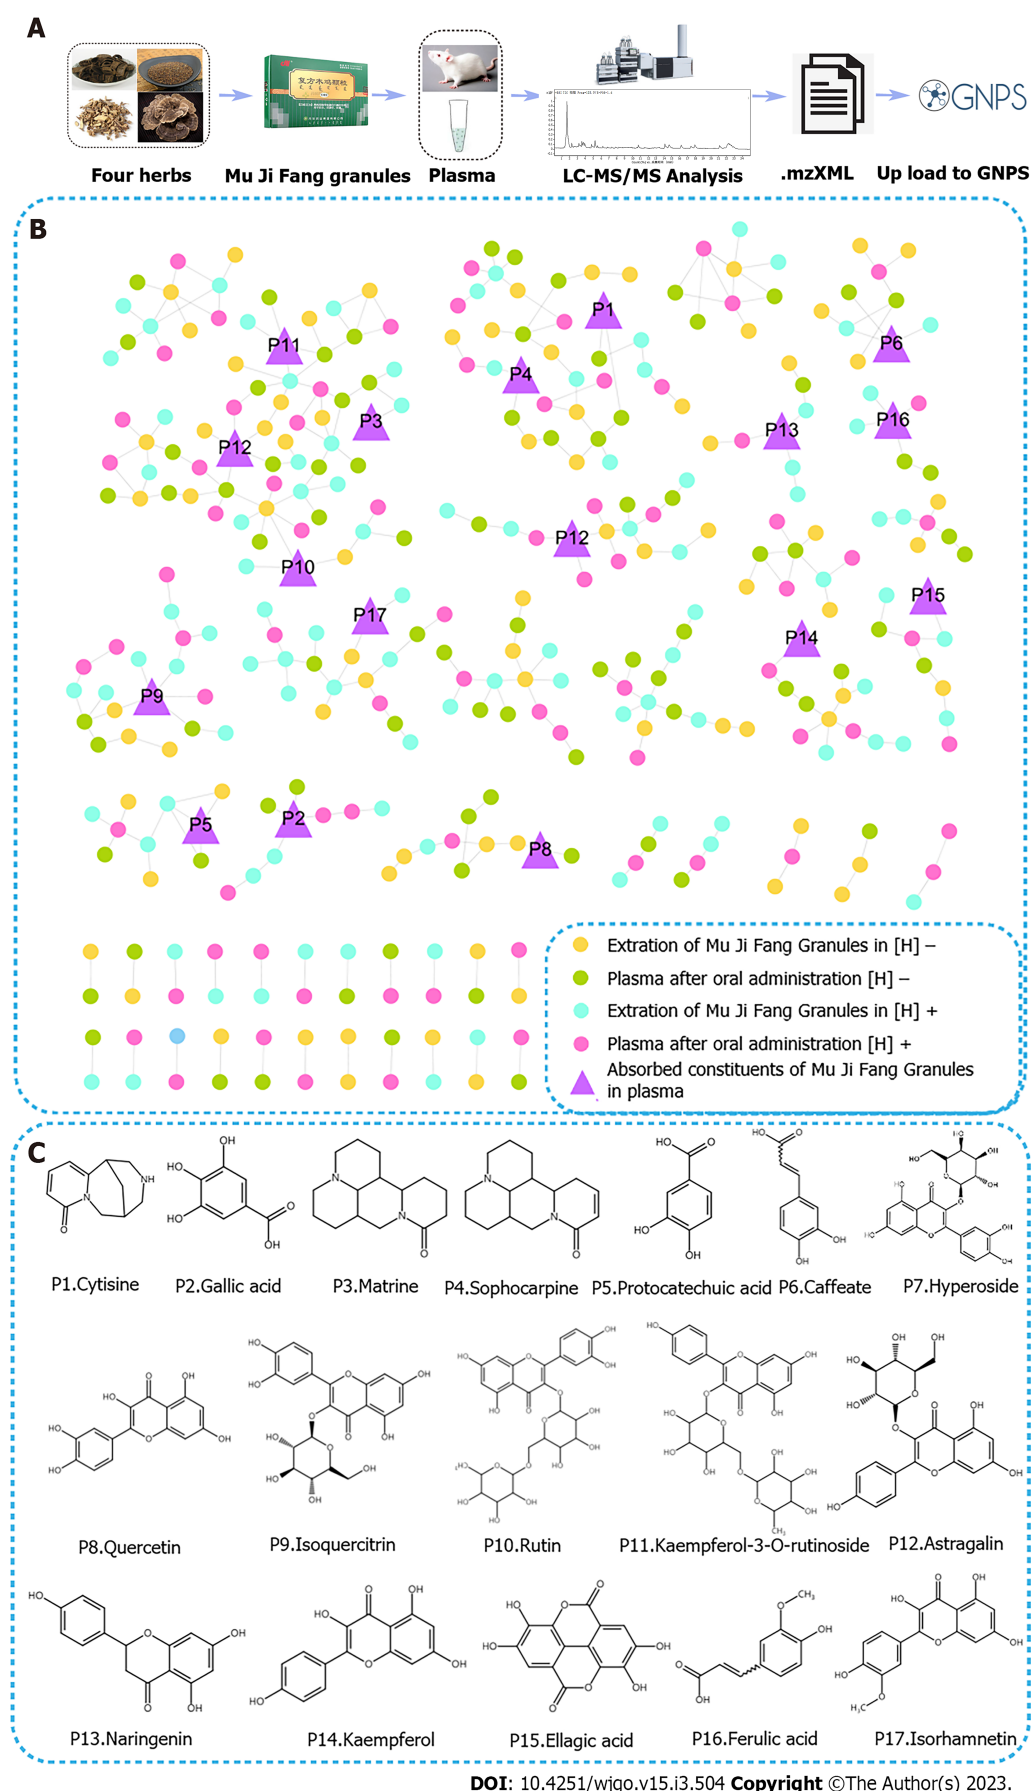 A
复方木鸡颗粒
GNPS
Four herbs
Mu Ji Fang granules
Plasma
LC-MS/MS Analysis
.mzXML
Up load to GNPS
B
P1
P11
P6
P4
P3
P16
P13
P12
P12
P10
P15
P17
P14
P9
P5
P2
P8
Extration of Mu Ji Fang Granules in [H] –
Plasma after oral administration [H] –
Extration of Mu Ji Fang Granules in [H] +
Plasma after oral administration [H] +
Absorbed constituents of Mu Ji Fang Granules
in plasma
C
P1.Cytisine
P2.Gallic acid
P3.Matrine
P4.Sophocarpine
P5.Protocatechuic acid
P6.Caffeate
P7.Hyperoside
P8.Quercetin
P9.Isoquercitrin
P10.Rutin
P11.Kaempferol-3-O-rutinoside
P12.Astragalin
P13.Naringenin
P14.Kaempferol
P15.Ellagic acid
P16.Ferulic acid
P17.Isorhamnetin
DOI: 10.4251/wjgo.v15.i3.504 Copyright ©The Author(s) 2023.